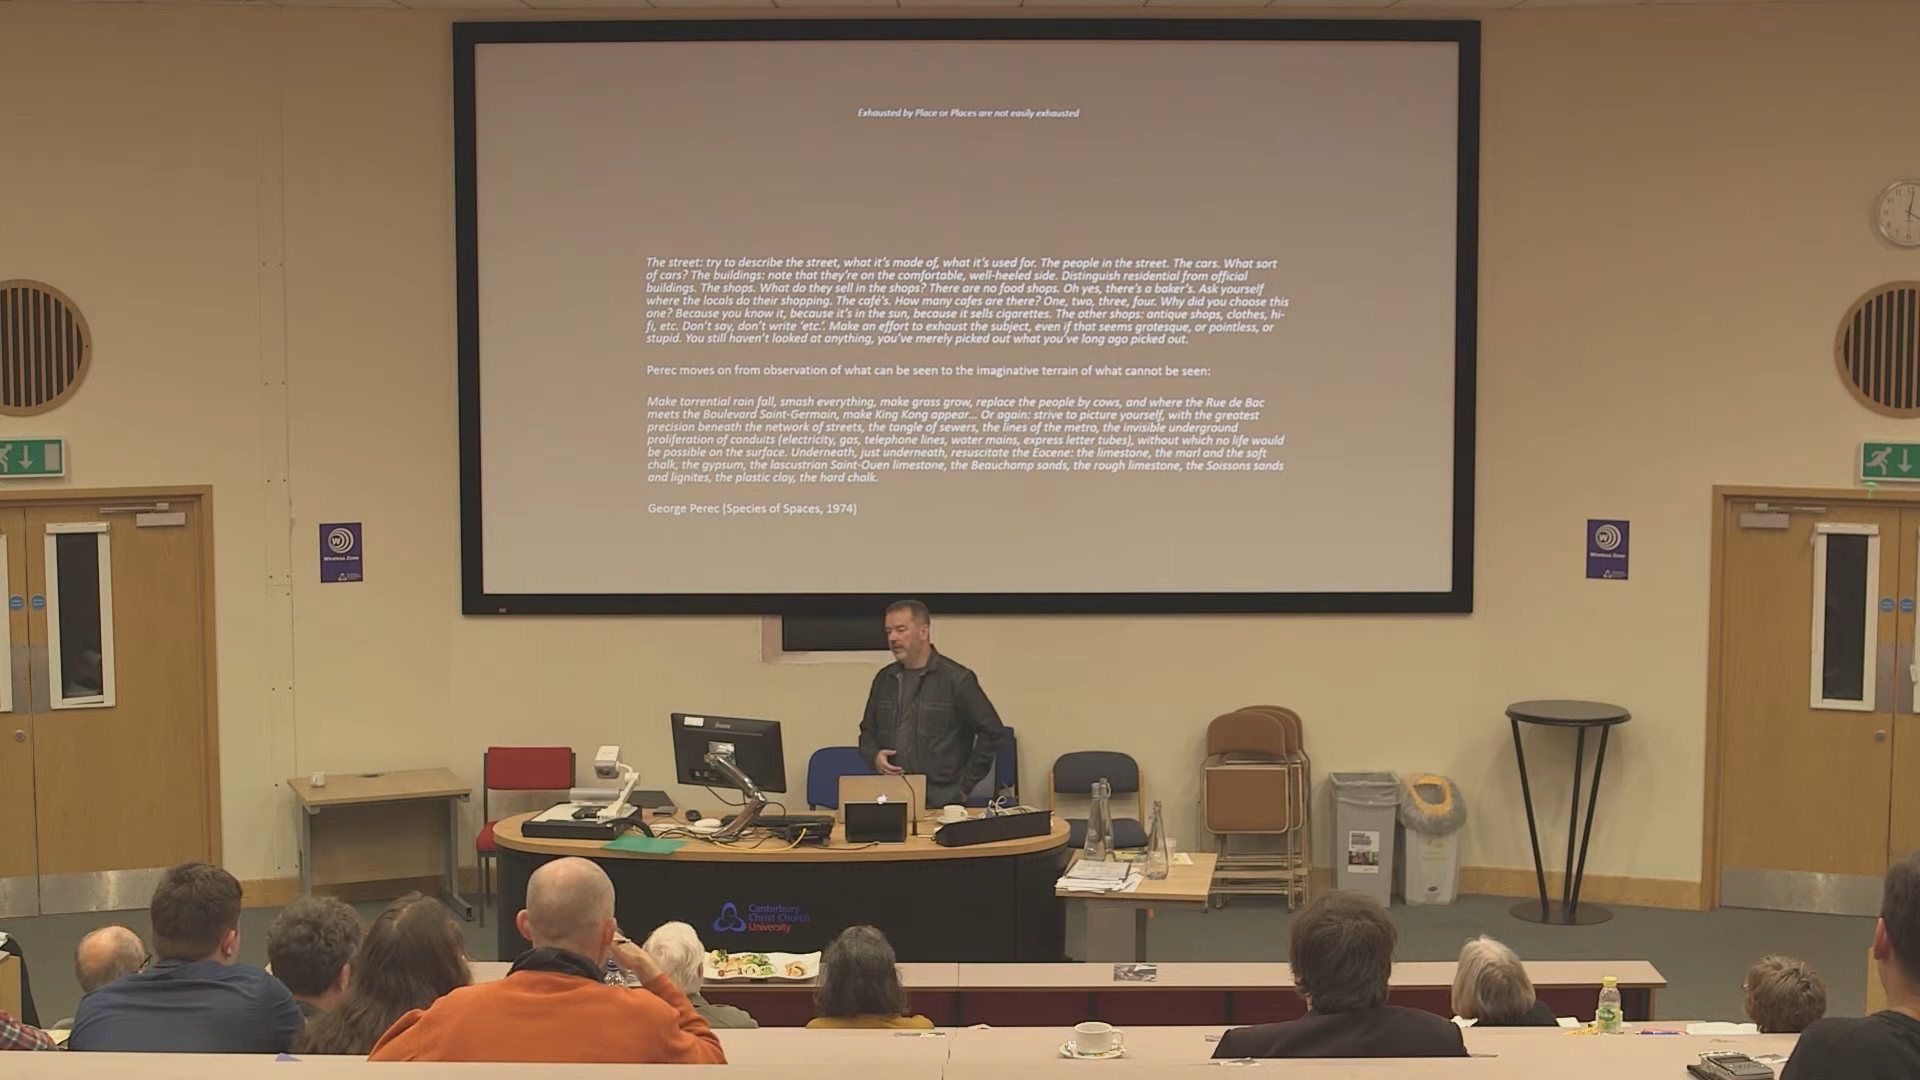 Exhausted by Place or Places are not easily exhausted
The street: try to describe the street, what it's made of, what it's used for. The people in the street. The cars. What sort
of cars? The buildings: note that they're on the comfortable, well-heeled side. Distinguish residential from official
buildings. The shops. What do they sell in the shops? There are no food shops. Oh yes, there's a baker's. Ask yourself
where the locals do their shopping. The café's. How many cafes are there? One, two, three, four. Why did you choose this
one? Because you know it, because it's in the sun, because it sells cigarettes. The other shops: antique shops, clothes, hi-
fi, etc. Don't say, don't write 'etc.'. Make an effort to exhaust the subject, even if that seems grotesque, or pointless, or
stupid. You still haven't looked at anything, you've merely picked out what you've long ago picked out.
Perec moves on from observation of what can be seen to the imaginative terrain of what cannot be seen:
Make torrential rain fall, smash everything, make grass grow, replace the people by cows, and where the Rue de Bac
meets the Boulevard Saint-Germain, make King Kong appear... Or again: strive to picture yourself, with the greatest
precision beneath the network of streets, the tangle of sewers, the lines of the metro, the invisible underground
proliferation of conduits (electricity, gas, telephone lines, water mains, express letter tubes), without which no life would
be possible on the surface. Underneath, just underneath, resuscitate the Eocene: the limestone, the marl and the soft
chalk, the gypsum, the lascustrian Saint-Ouen limestone, the Beauchamp sands, the rough limestone, the Soissons sands
and lignites, the plastic clay, the hard chalk.
George Perec (Species of Spaces, 1974)
W
Wireless Zone
W
Wireless Zone
Canterbury
Christ Church
University